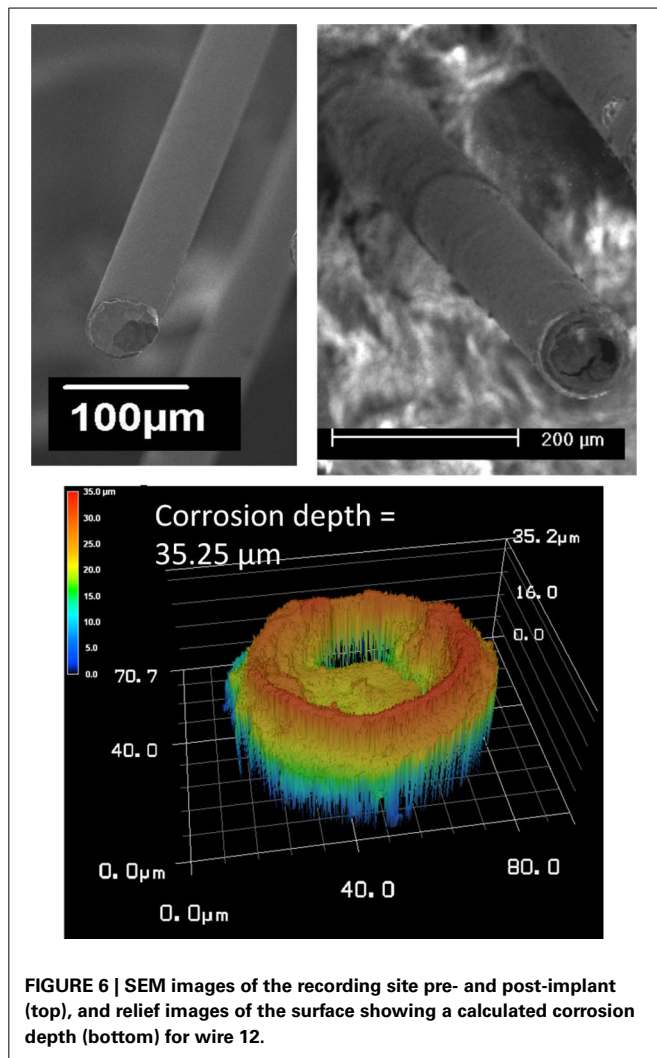 100µm
200 µm
35.0 µm
30.0
25.0
20.0
15.0
10.0
5.0
0.0
Corrosion depth =
35.25 µm
35.2µm
16.0
0.0
70.7
40.0
0.0µm
0.0µm
40.0
80.0
FIGURE 6 | SEM images of the recording site pre- and post-implant
(top), and relief images of the surface showing a calculated corrosion
depth (bottom) for wire 12.